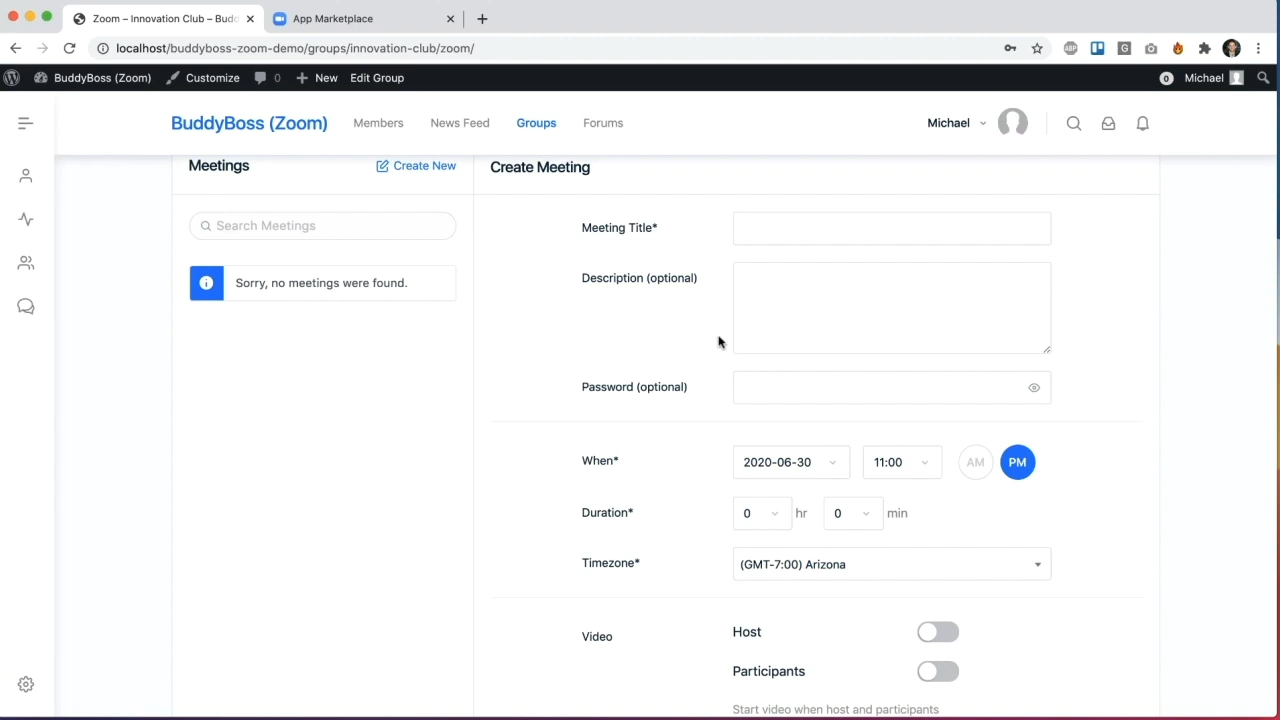 Zoom – Innovation Club – Budd
App Marketplace
localhost/buddyboss-zoom-demo/groups/innovation-club/zoom/
ABP
G
BuddyBoss (Zoom) Customize 0 New Edit Group
0 Michael
BuddyBoss (Zoom) Members News Feed Groups Forums Michael
Meetings Create New
Search Meetings
Sorry, no meetings were found.
Create Meeting
Meeting Title*
Description (optional)
Password (optional)
When* 2020-06-30 11:00 AM PM
Duration* 0 hr 0 min
Timezone* (GMT-7:00) Arizona
Video Host
Participants
Start video when host and participants